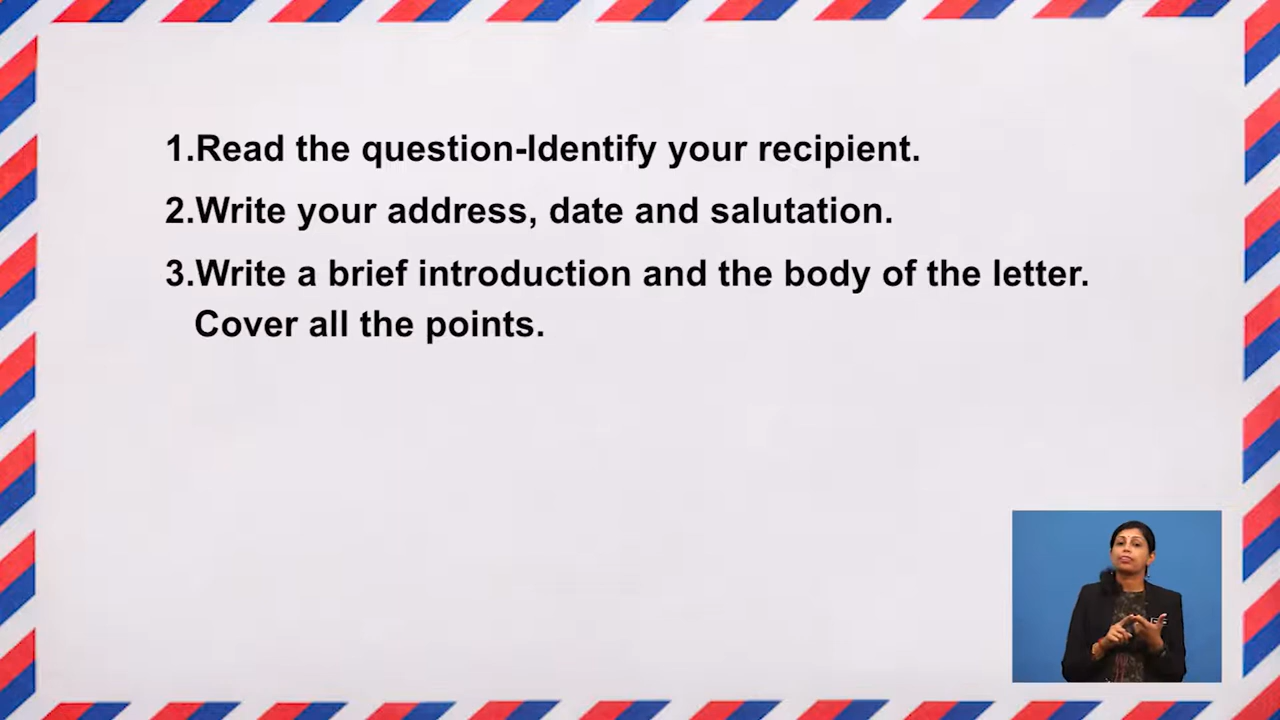 1.Read the question-Identify your recipient.
2.Write your address, date and salutation.
3.Write a brief introduction and the body of the letter.
Cover all the points.